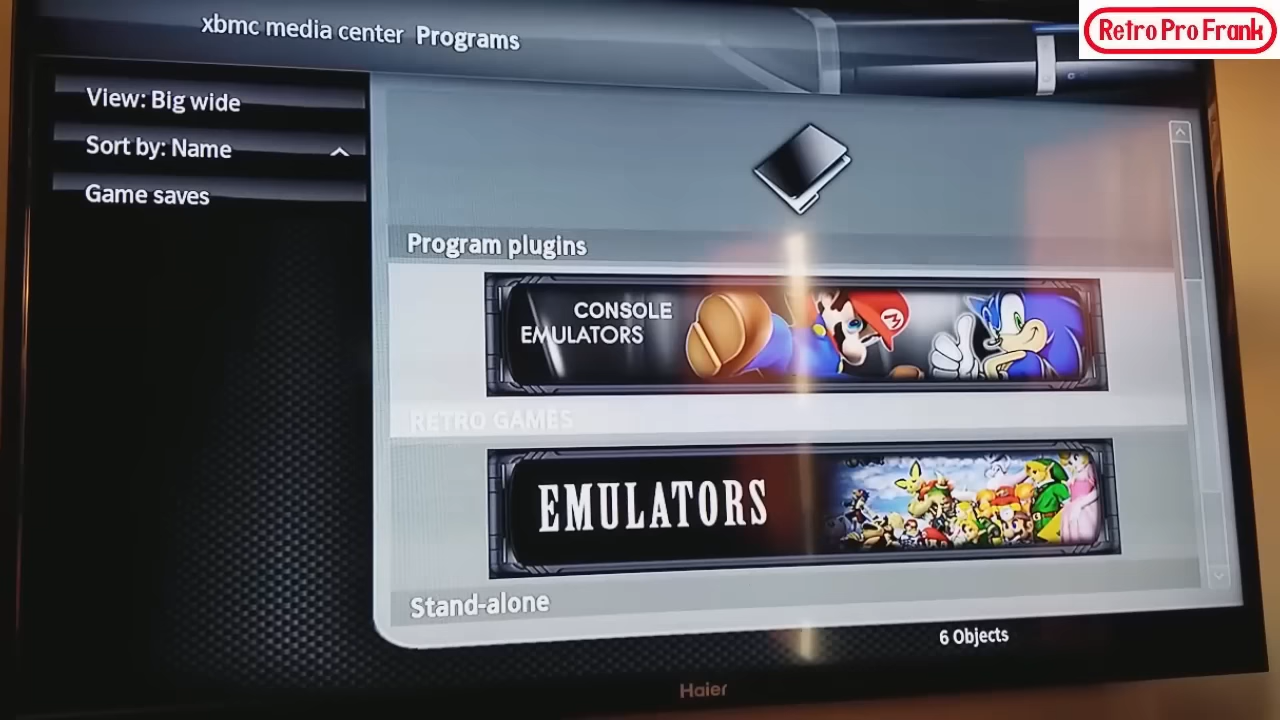 xbmc media center Programs
Retro Pro Frank
View: Big wide
Sort by: Name
Game saves
Program plugins
CONSOLE
EMULATORS
RETRO GAMES
EMULATORS
Stand-alone
6 Objects
Haier